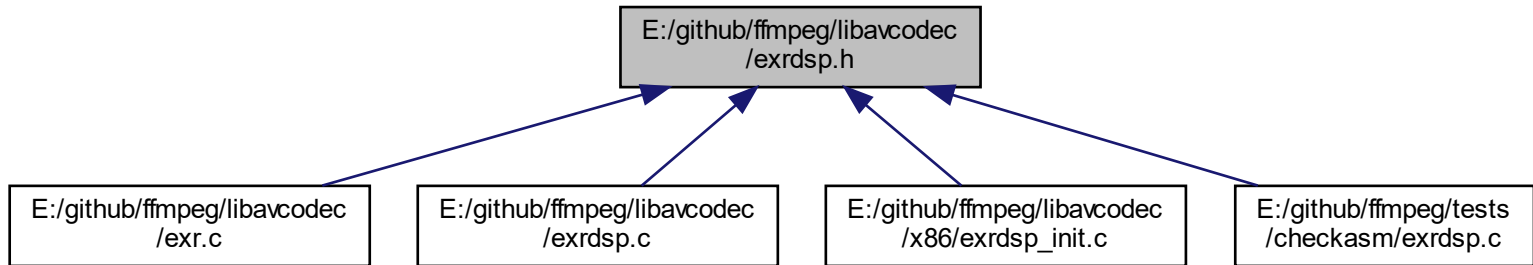 E:/github/ffmpeg/libavcodec
/exrdsp.h
E:/github/ffmpeg/libavcodec
/exr.c
E:/github/ffmpeg/libavcodec
/exrdsp.c
E:/github/ffmpeg/libavcodec
/x86/exrdsp_init.c
E:/github/ffmpeg/tests
/checkasm/exrdsp.c